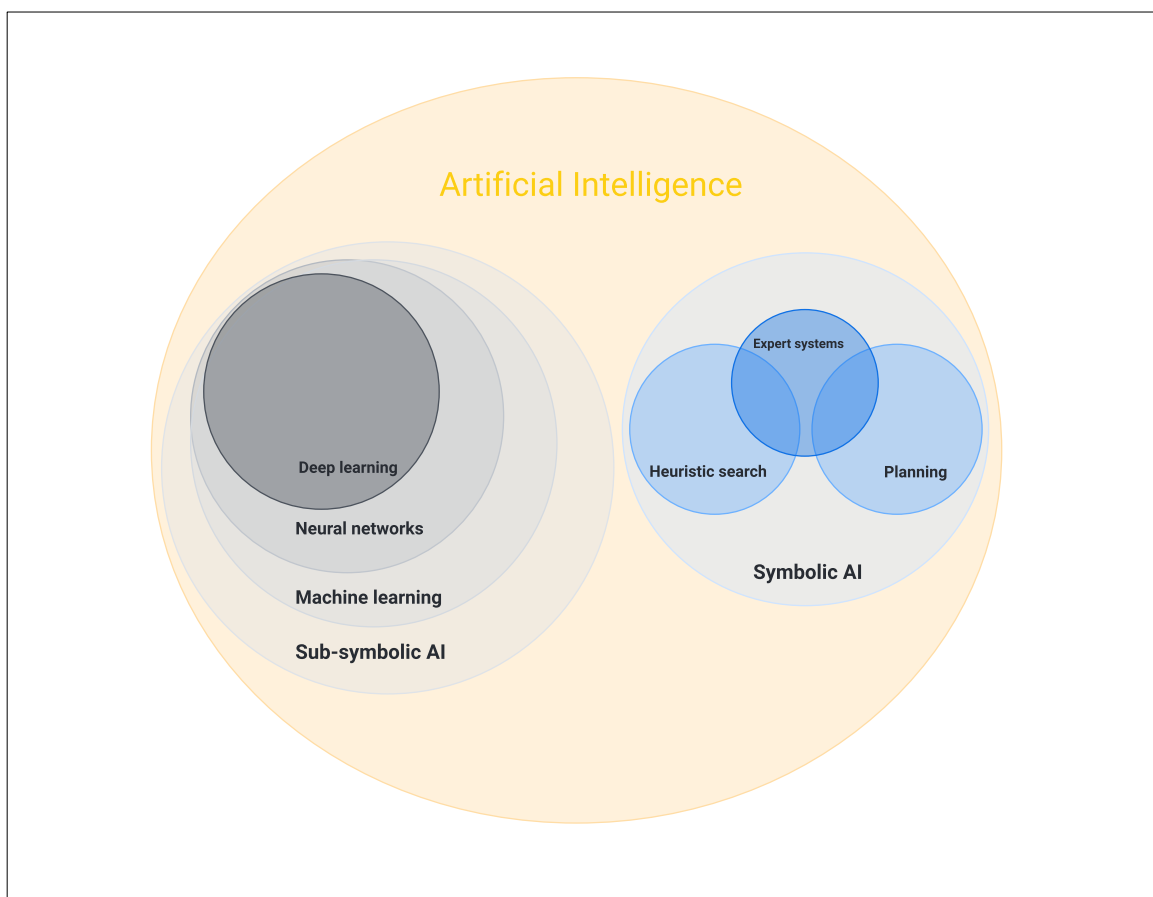 Artificial Intelligence
Deep learning
Neural networks
Machine learning
Sub-symbolic AI
Expert systems
Heuristic search
Planning
Symbolic AI